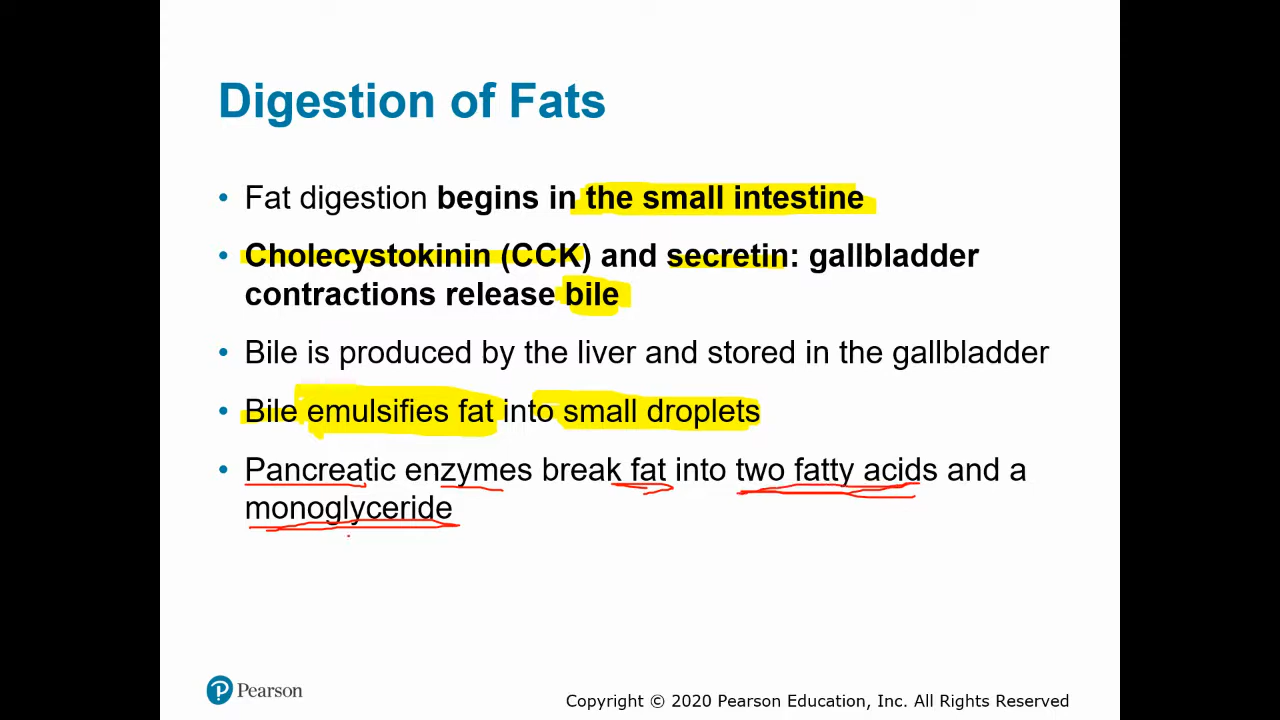 Digestion of Fats
• Fat digestion begins in the small intestine
• Cholecystokinin (CCK) and secretin: gallbladder
contractions release bile
• Bile is produced by the liver and stored in the gallbladder
• Bile emulsifies fat into small droplets
• Pancreatic enzymes break fat into two fatty acids and a
monoglyceride
Pearson
Copyright © 2020 Pearson Education, Inc. All Rights Reserved